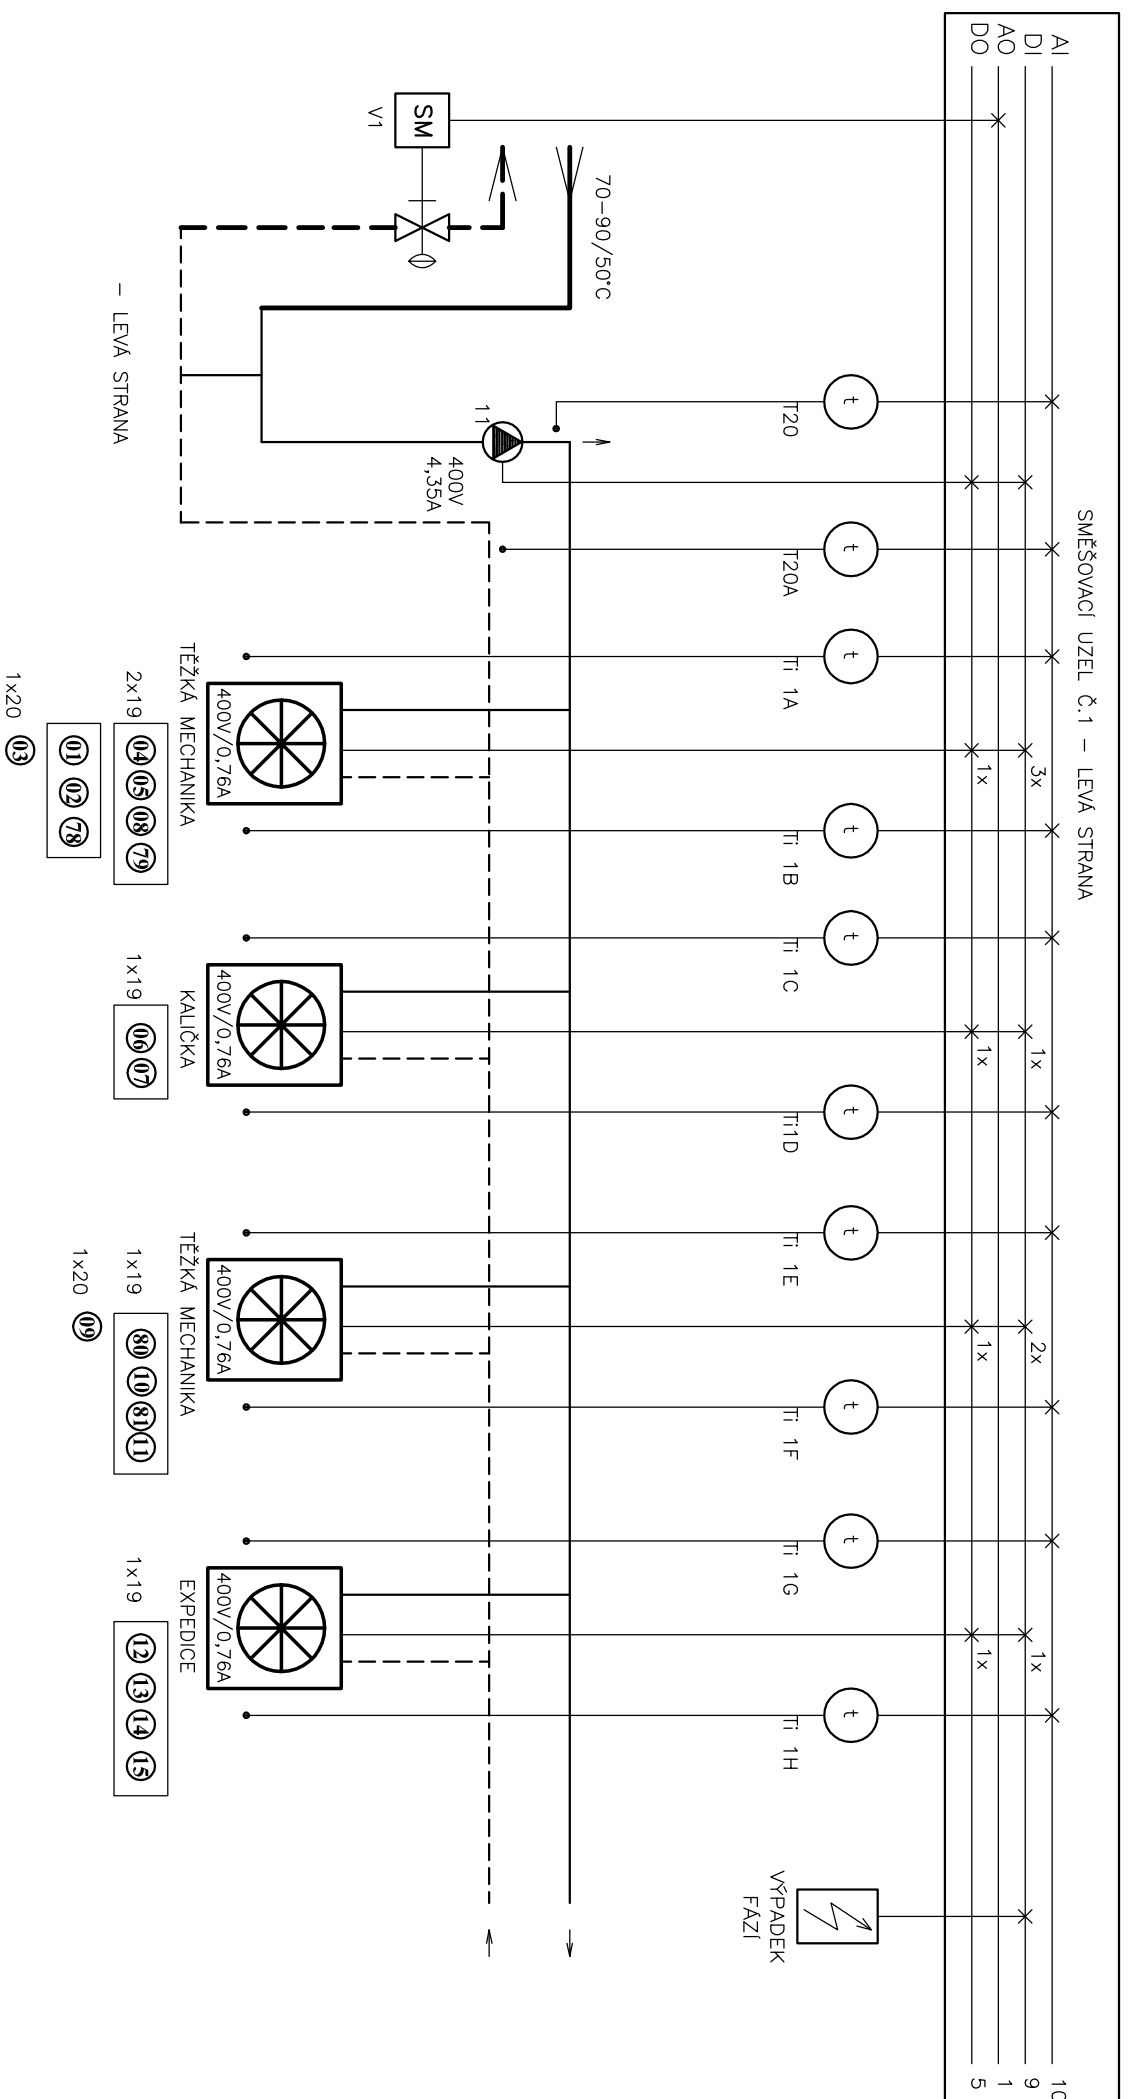 SMĚŠOVACÍ UZEL Č.1 – LEVÁ STRANA
AI
DI
AO
DO
10
9
1
5
3x
1x
1x
1x
2x
1x
1x
1x
t
t
t
t
t
t
t
t
t
t
T20
T20A
Ti 1A
Ti 1B
Ti 1C
Ti1D
Ti 1E
Ti 1F
Ti 1G
Ti 1H
VÝPADEK
FÁZÍ
70–90/50°C
SM
V1
11
400V
4,35A
– LEVÁ STRANA
400V/0,76A
TĚŽKÁ MECHANIKA
2x19
04 05 08 79
01 02 78
1x20 03
400V/0,76A
KALIČKA
1x19
06 07
400V/0,76A
TĚŽKÁ MECHANIKA
1x19
80 10 81 11
1x20 09
400V/0,76A
EXPEDICE
1x19
12 13 14 15